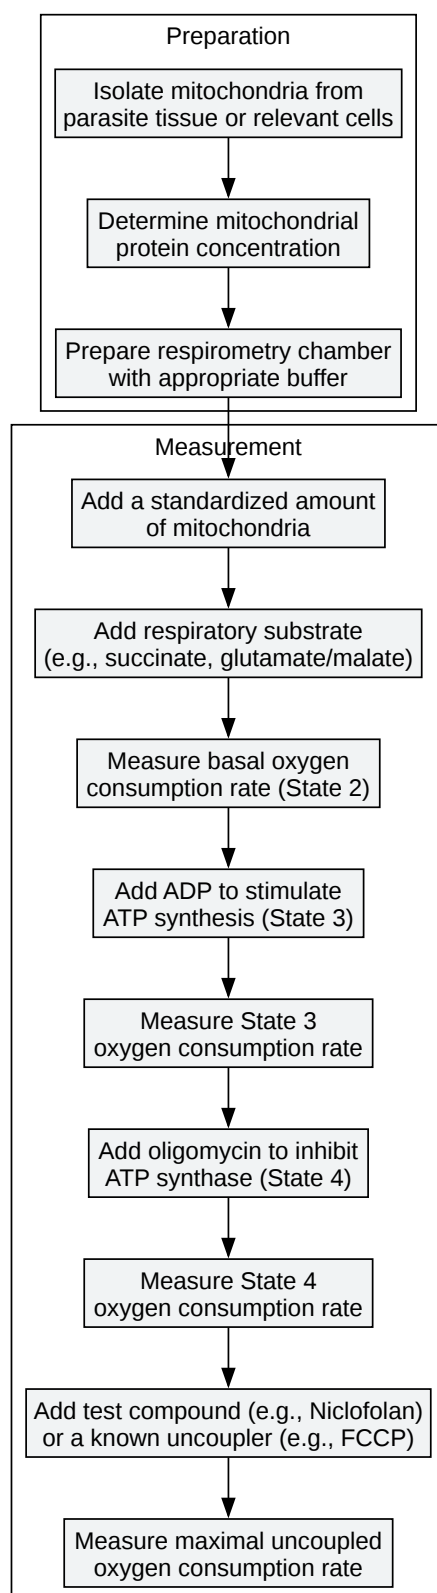 Preparation
Isolate mitochondria from
parasite tissue or relevant cells
Determine mitochondrial
protein concentration
Prepare respirometry chamber
with appropriate buffer
Measurement
Add a standardized amount
of mitochondria
Add respiratory substrate
(e.g., succinate, glutamate/malate)
Measure basal oxygen
consumption rate (State 2)
Add ADP to stimulate
ATP synthesis (State 3)
Measure State 3
oxygen consumption rate
Add oligomycin to inhibit
ATP synthase (State 4)
Measure State 4
oxygen consumption rate
Add test compound (e.g., Niclofolan)
or a known uncoupler (e.g., FCCP)
Measure maximal uncoupled
oxygen consumption rate